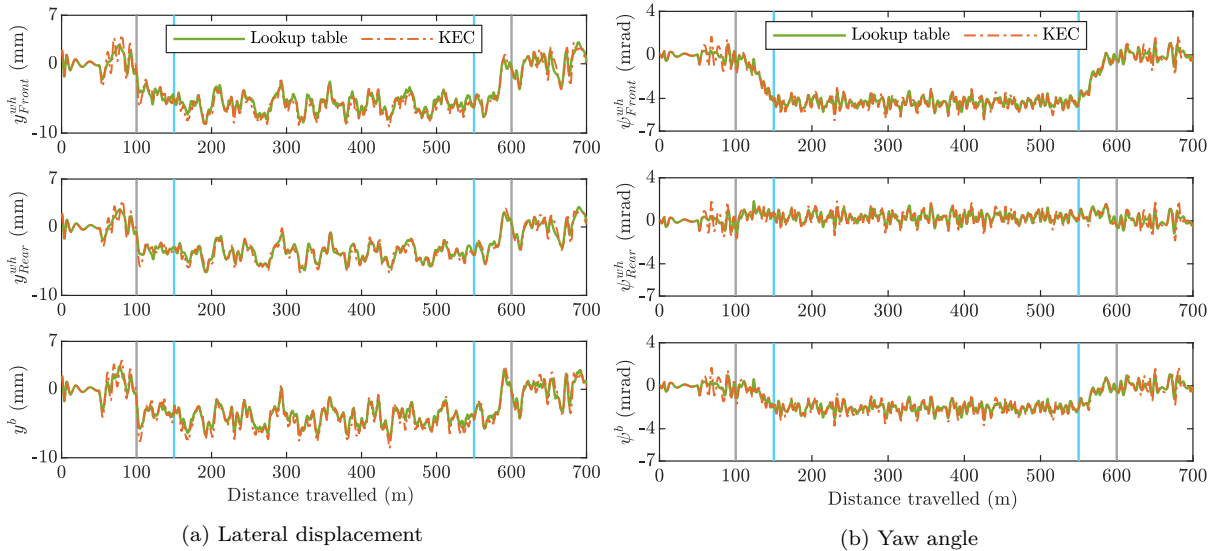 7
0
-10
y^{wh}_{Front} (mm)
Lookup table KEC
0 100 200 300 400 500 600 700
7
0
-10
y^{wh}_{Rear} (mm)
0 100 200 300 400 500 600 700
7
0
-10
y^{b} (mm)
0 100 200 300 400 500 600 700
Distance travelled (m)
(a) Lateral displacement
4
0
-4
-7
ψ^{wh}_{Front} (mrad)
Lookup table KEC
0 100 200 300 400 500 600 700
4
0
-4
-7
ψ^{wh}_{Rear} (mrad)
0 100 200 300 400 500 600 700
4
0
-4
-7
ψ^{b} (mrad)
0 100 200 300 400 500 600 700
Distance travelled (m)
(b) Yaw angle